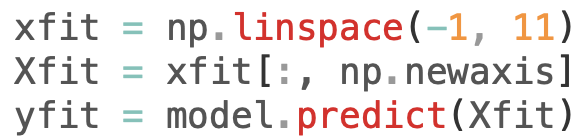 xfit = np.linspace(-1, 11)
Xfit = xfit[:, np.newaxis]
yfit = model.predict(Xfit)